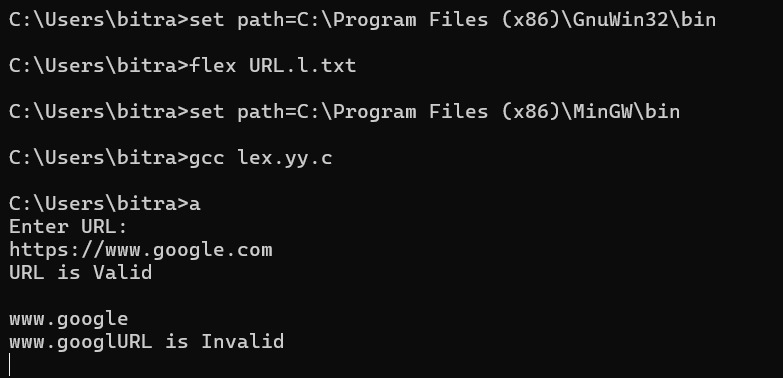 C:\Users\bitra>set path=C:\Program Files (x86)\GnuWin32\bin
C:\Users\bitra>flex URL.l.txt
C:\Users\bitra>set path=C:\Program Files (x86)\MinGW\bin
C:\Users\bitra>gcc lex.yy.c
C:\Users\bitra>a
Enter URL:
https://www.google.com
URL is Valid
www.google
www.googlURL is Invalid